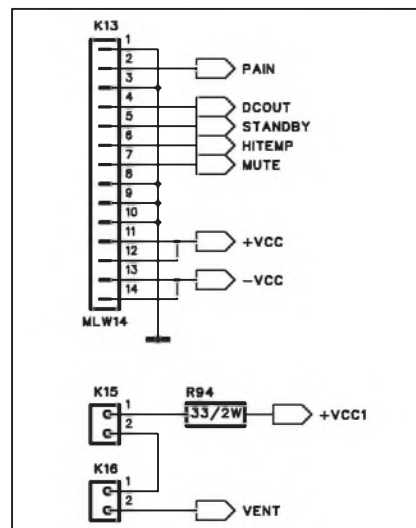 K13
1
2 PAIN
3
4 DCOUT
5 STANDBY
6 HITEMP
7 MUTE
8
9
10
11 +VCC
12
13 -VCC
14
MLW14
K15 R94
1 33/2W +VCC1
2
K16
1
2 VENT